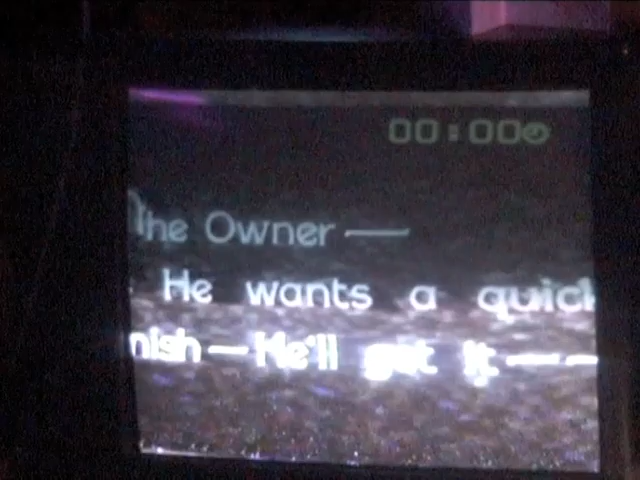 00:00
The Owner —
He wants a quick
nish — He'll get it — —